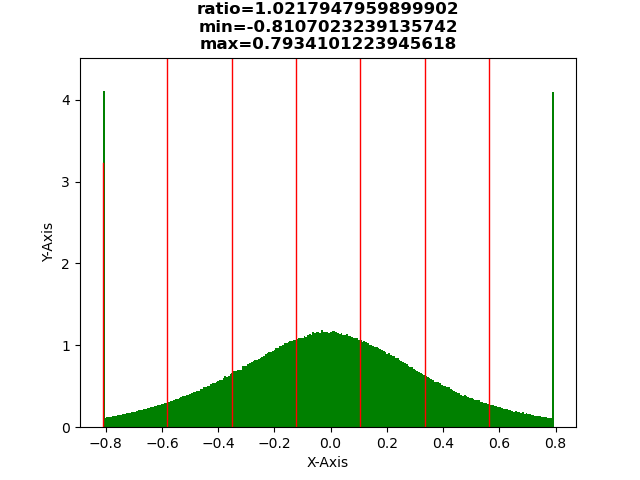 ratio=1.0217947959899902
min=-0.8107023239135742
max=0.7934101223945618
4
3
2
1
0
Y-Axis
−0.8 −0.6 −0.4 −0.2 0.0 0.2 0.4 0.6 0.8
X-Axis